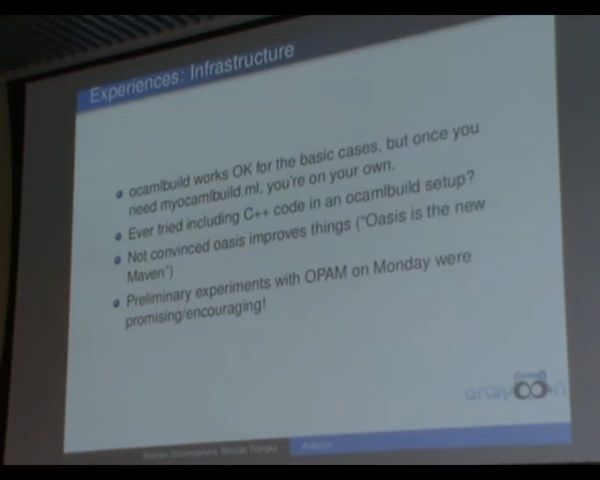 Experiences: Infrastructure
ocamlbuild works OK for the basic cases, but once you
need myocamlbuild.ml, you're on your own.
Ever tried including C++ code in an ocamlbuild setup?
Not convinced oasis improves things ("Oasis is the new
Maven")
Preliminary experiments with OPAM on Monday were
promising/encouraging!